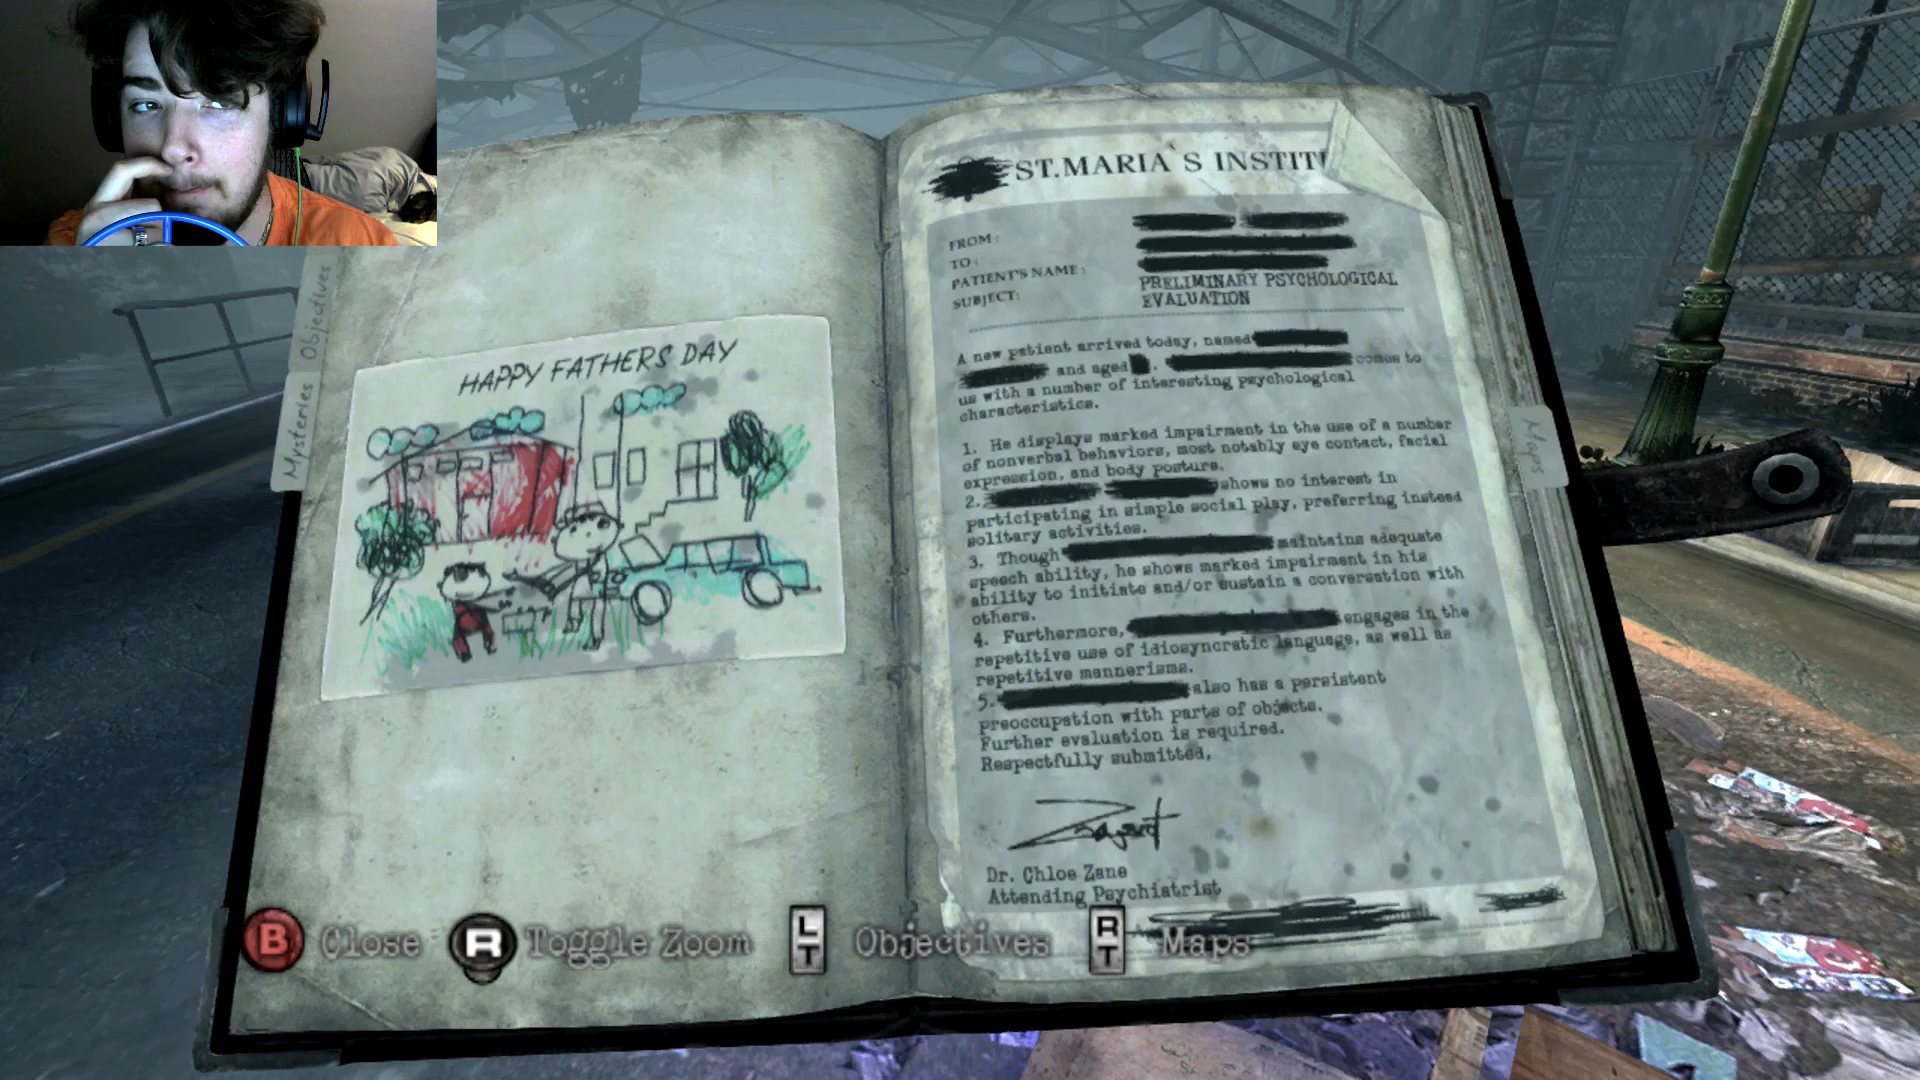 Objectives
Mysteries
HAPPY FATHERS DAY
ST.MARIA`S INSTIT
FROM:
TO:
PATIENT'S NAME:
SUBJECT: PRELIMINARY PSYCHOLOGICAL
EVALUATION
A new patient arrived today, named
and aged . comes to
us with a number of interesting psychological
characteristics.
1. He displays marked impairment in the use of a number
of nonverbal behaviors, most notably eye contact, facial
expression, and body posture.
2. shows no interest in
participating in simple social play, preferring instead
solitary activities.
3. Though maintains adequate
speech ability, he shows marked impairment in his
ability to initiate and/or sustain a conversation with
others.
4. Furthermore, engages in the
repetitive use of idiosyncratic language, as well as
repetitive mannerisms.
5. also has a persistent
preoccupation with parts of objects.
Further evaluation is required.
Respectfully submitted,
Dr. Chloe Zane
Attending Psychiatrist
Maps
B Close R Toggle Zoom LT Objectives RT Maps